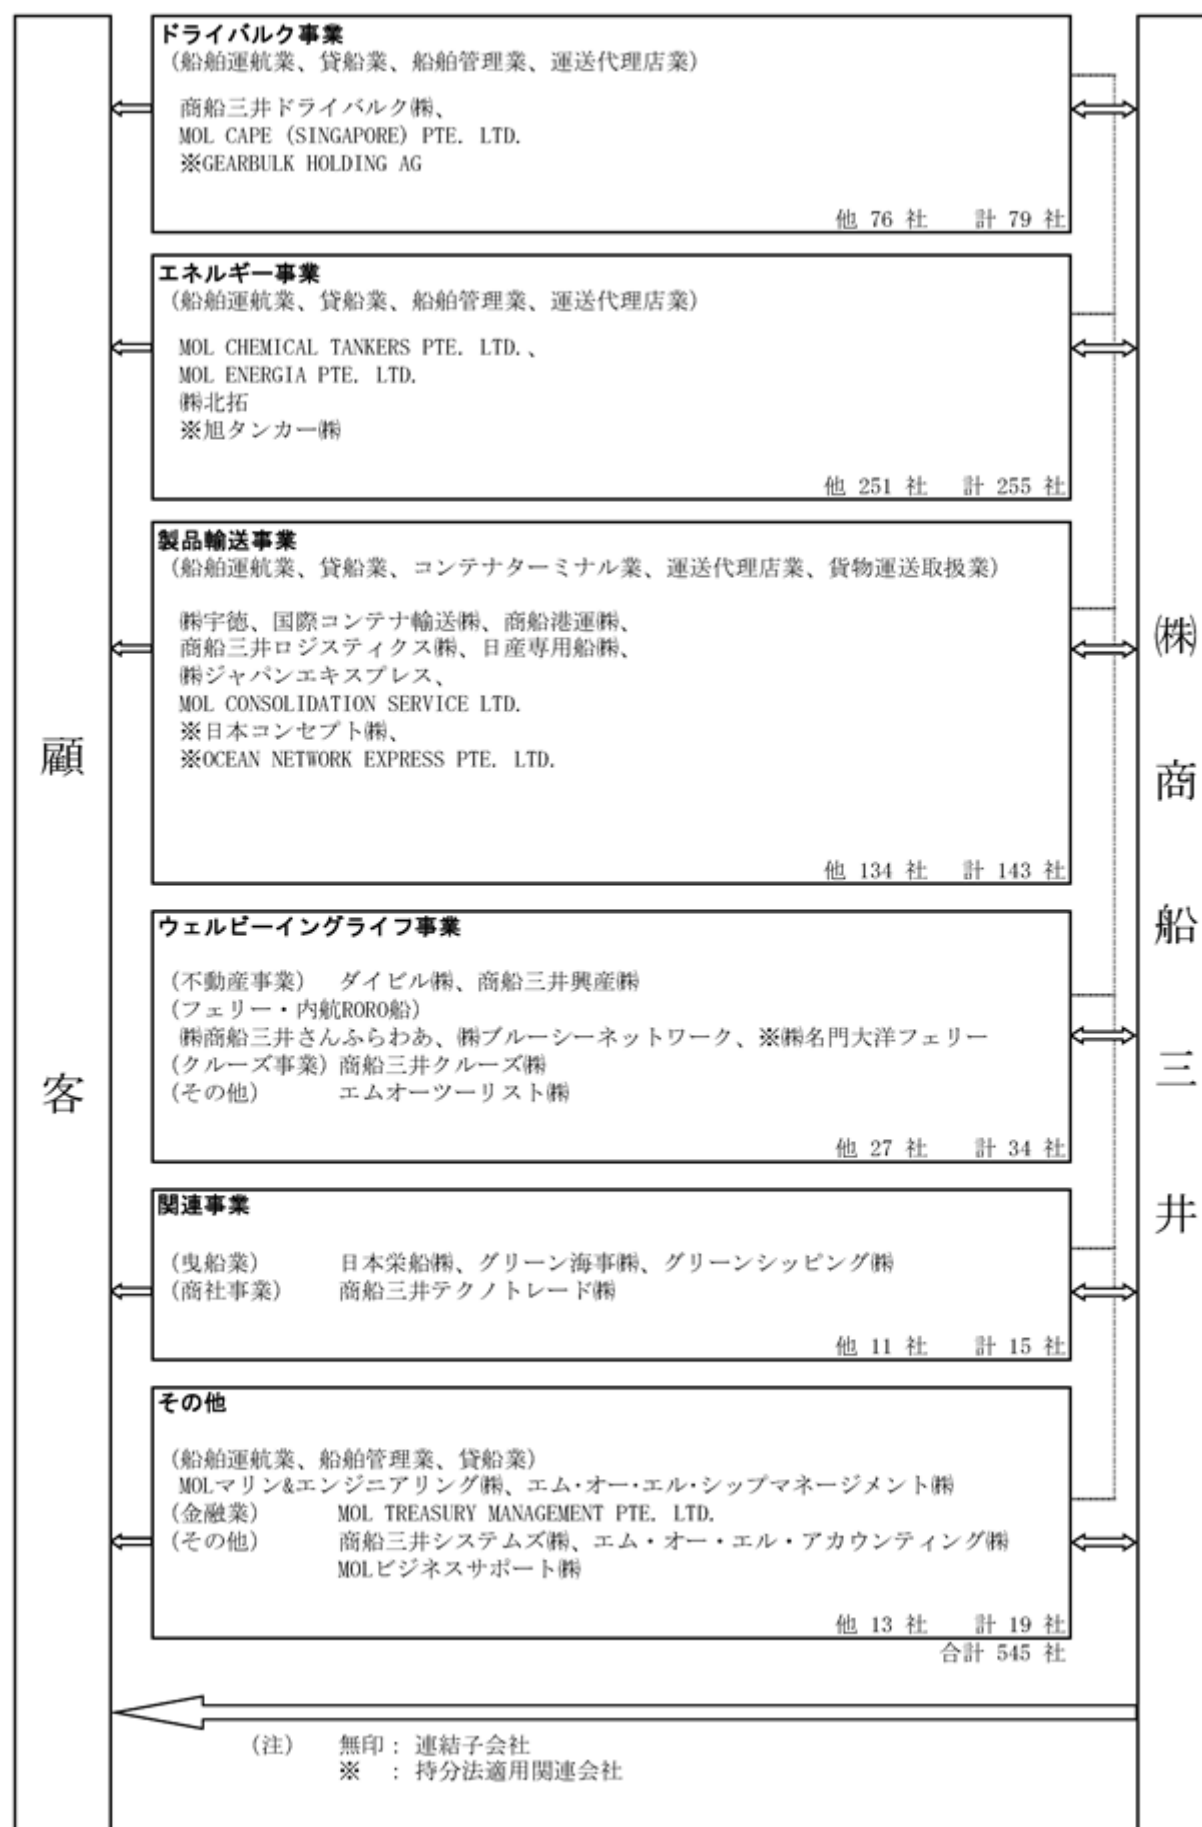 ドライバルク事業
(船舶運航業、貸船業、船舶管理業、運送代理店業)
商船三井ドライバルク㈱、
MOL CAPE (SINGAPORE) PTE. LTD.
※GEARBULK HOLDING AG
他 76 社 計 79 社
エネルギー事業
(船舶運航業、貸船業、船舶管理業、運送代理店業)
MOL CHEMICAL TANKERS PTE. LTD.、
MOL ENERGIA PTE. LTD.
㈱北拓
※旭タンカー㈱
他 251 社 計 255 社
製品輸送事業
(船舶運航業、貸船業、コンテナターミナル業、運送代理店業、貨物運送取扱業)
㈱宇徳、国際コンテナ輸送㈱、商船港運㈱、
商船三井ロジスティクス㈱、日産専用船㈱、
㈱ジャパンエキスプレス、
MOL CONSOLIDATION SERVICE LTD.
※日本コンセプト㈱、
※OCEAN NETWORK EXPRESS PTE. LTD.
他 134 社 計 143 社
ウェルビーイングライフ事業
(不動産事業) ダイビル㈱、商船三井興産㈱
(フェリー・内航RORO船)
㈱商船三井さんふらわあ、㈱ブルーシーネットワーク、※㈱名門大洋フェリー
(クルーズ事業) 商船三井クルーズ㈱
(その他) エムオーツーリスト㈱
他 27 社 計 34 社
関連事業
(曳船業) 日本栄船㈱、グリーン海事㈱、グリーンシッピング㈱
(商社事業) 商船三井テクノトレード㈱
他 11 社 計 15 社
その他
(船舶運航業、船舶管理業、貸船業)
MOLマリン&エンジニアリング㈱、エム・オー・エル・シップマネージメント㈱
(金融業) MOL TREASURY MANAGEMENT PTE. LTD.
(その他) 商船三井システムズ㈱、エム・オー・エル・アカウンティング㈱
MOLビジネスサポート㈱
他 13 社 計 19 社
合計 545 社
(注) 無印: 連結子会社
※ : 持分法適用関連会社
顧客
㈱商船三井